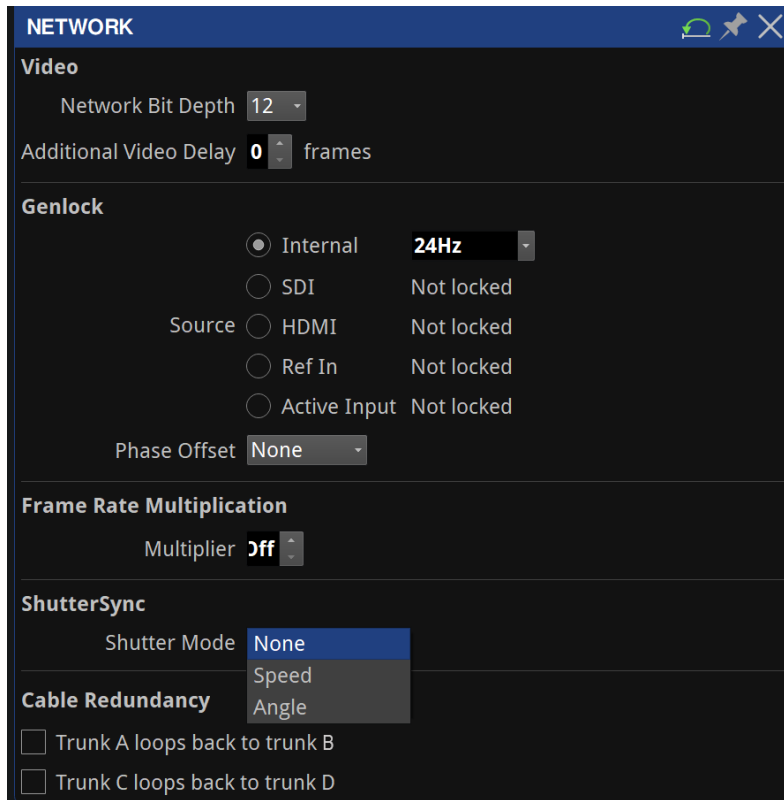 NETWORK
Video
Network Bit Depth 12
Additional Video Delay 0 frames
Genlock
Internal 24Hz
SDI Not locked
Source HDMI Not locked
Ref In Not locked
Active Input Not locked
Phase Offset None
Frame Rate Multiplication
Multiplier Off
ShutterSync
Shutter Mode None
Speed
Angle
Cable Redundancy
Trunk A loops back to trunk B
Trunk C loops back to trunk D